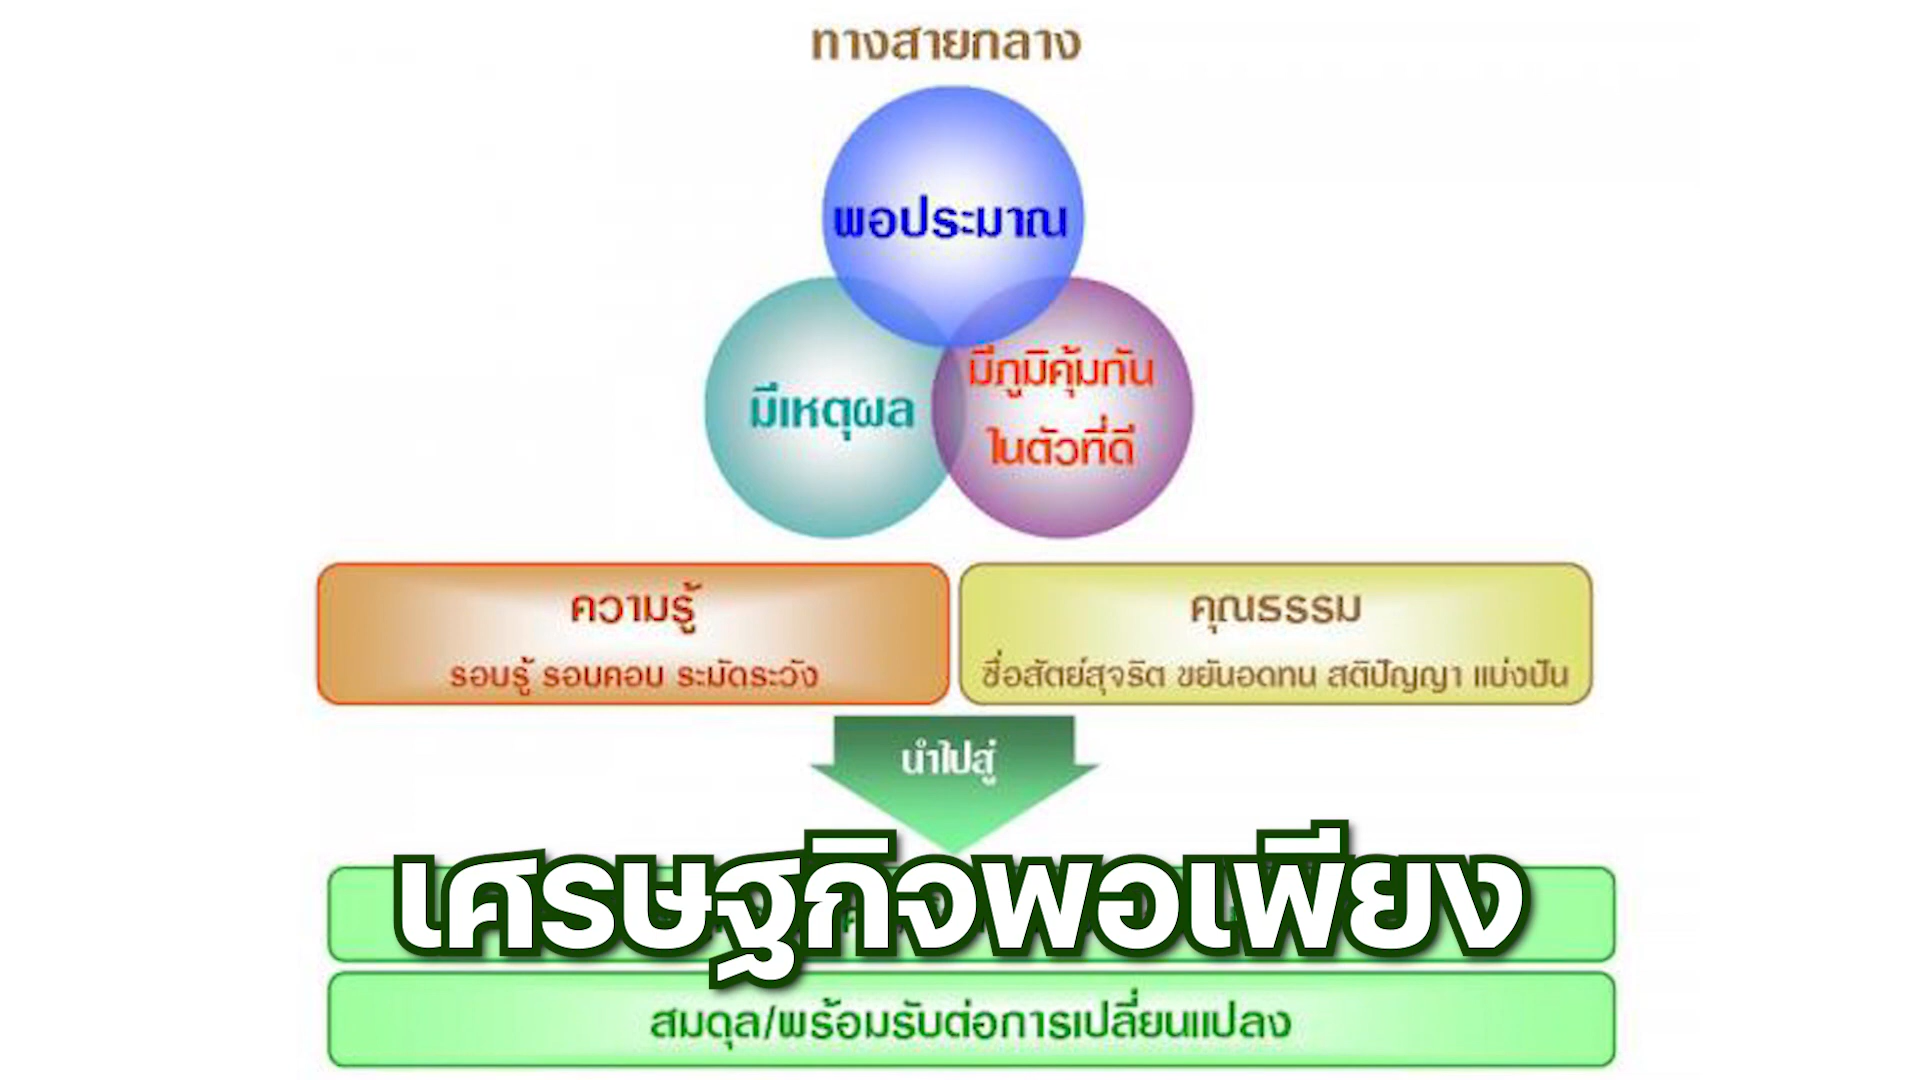 ทางสายกลาง
พอประมาณ
มีเหตุผล
มีภูมิคุ้มกัน
ในตัวที่ดี
ความรู้
รอบรู้ รอบคอบ ระมัดระวัง
คุณธรรม
ซื่อสัตย์สุจริต ขยันอดทน สติปัญญา แบ่งปัน
นำไปสู่
เศรษฐกิจพอเพียง
สมดุล/พร้อมรับต่อการเปลี่ยนแปลง